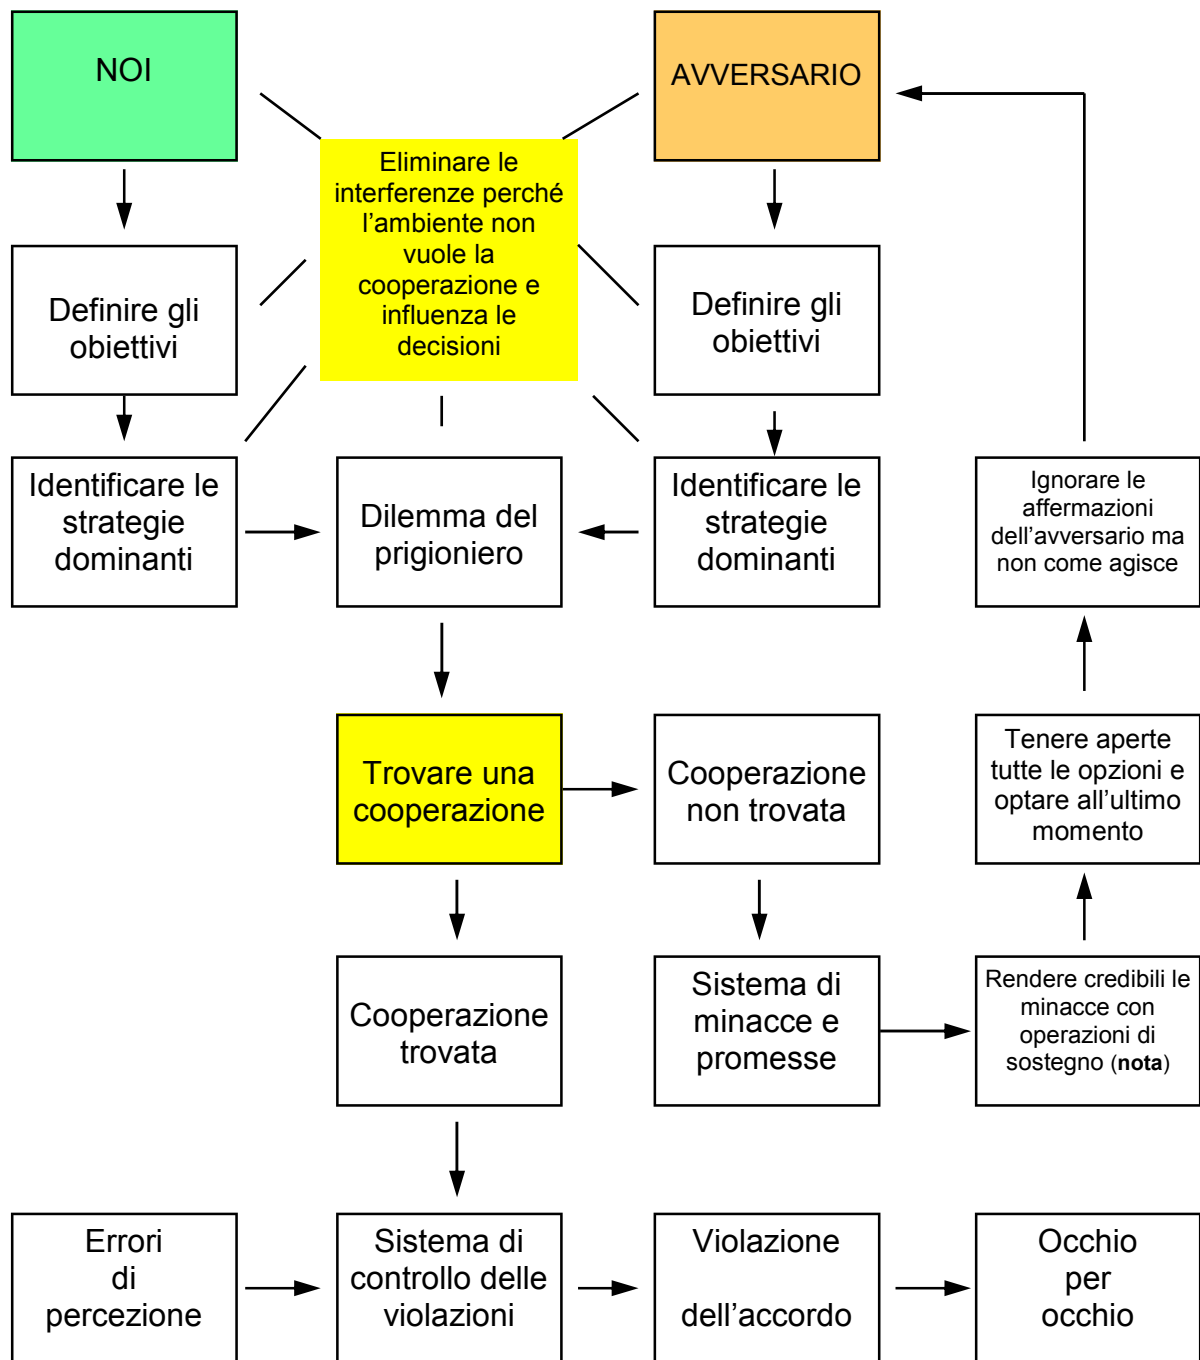 NOI
AVVERSARIO
Eliminare le
interferenze perché
l’ambiente non
vuole la
cooperazione e
influenza le
decisioni
Definire gli
obiettivi
Definire gli
obiettivi
Identificare le
strategie
dominanti
Dilemma del
prigioniero
Identificare le
strategie
dominanti
Ignorare le
affermazioni
dell’avversario ma
non come agisce
Trovare una
cooperazione
Cooperazione
non trovata
Tenere aperte
tutte le opzioni e
optare all’ultimo
momento
Cooperazione
trovata
Sistema di
minacce e
promesse
Rendere credibili le
minacce con
operazioni di
sostegno (nota)
Errori
di
percezione
Sistema di
controllo delle
violazioni
Violazione
dell’accordo
Occhio
per
occhio